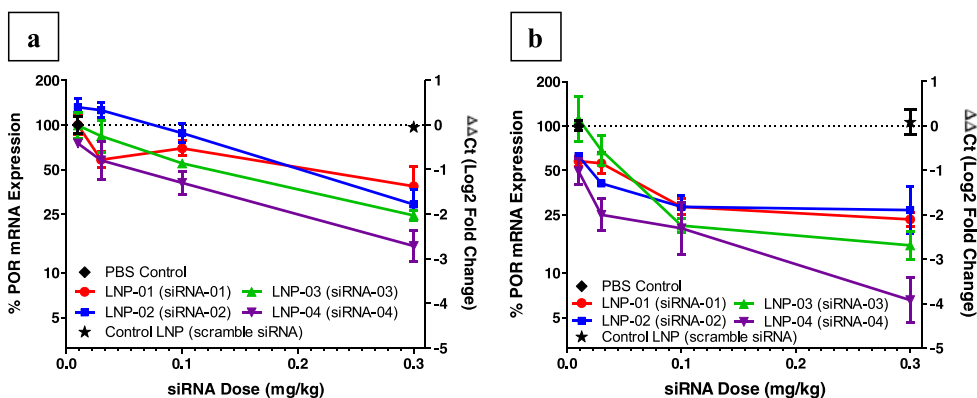 a
200
100
50
25
10
5
% POR mRNA Expression
1
0
-1
-2
-3
-4
-5
ΔΔCt (Log2 Fold Change)
PBS Control
LNP-01 (siRNA-01)
LNP-03 (siRNA-03)
LNP-02 (siRNA-02)
LNP-04 (siRNA-04)
Control LNP (scramble siRNA)
0.0
0.1
0.2
0.3
siRNA Dose (mg/kg)
b
200
100
50
25
10
5
% POR mRNA Expression
1
0
-1
-2
-3
-4
-5
ΔΔCt (Log2 Fold Change)
PBS Control
LNP-01 (siRNA-01)
LNP-03 (siRNA-03)
LNP-02 (siRNA-02)
LNP-04 (siRNA-04)
Control LNP (scramble siRNA)
0.0
0.1
0.2
0.3
siRNA Dose (mg/kg)